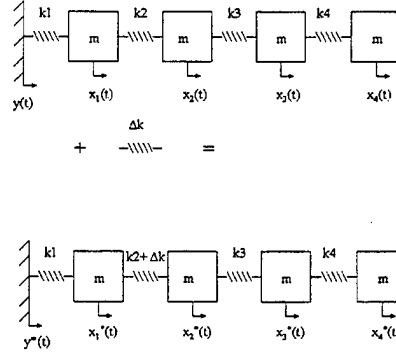 k1 k2 k3 k4
m m m m
y(t) x₁(t) x₂(t) x₃(t) x₄(t)
Δk
+ =
k1 k2+Δk k3 k4
m m m m
x₁*(t) x₂*(t) x₃*(t) x₄*(t)